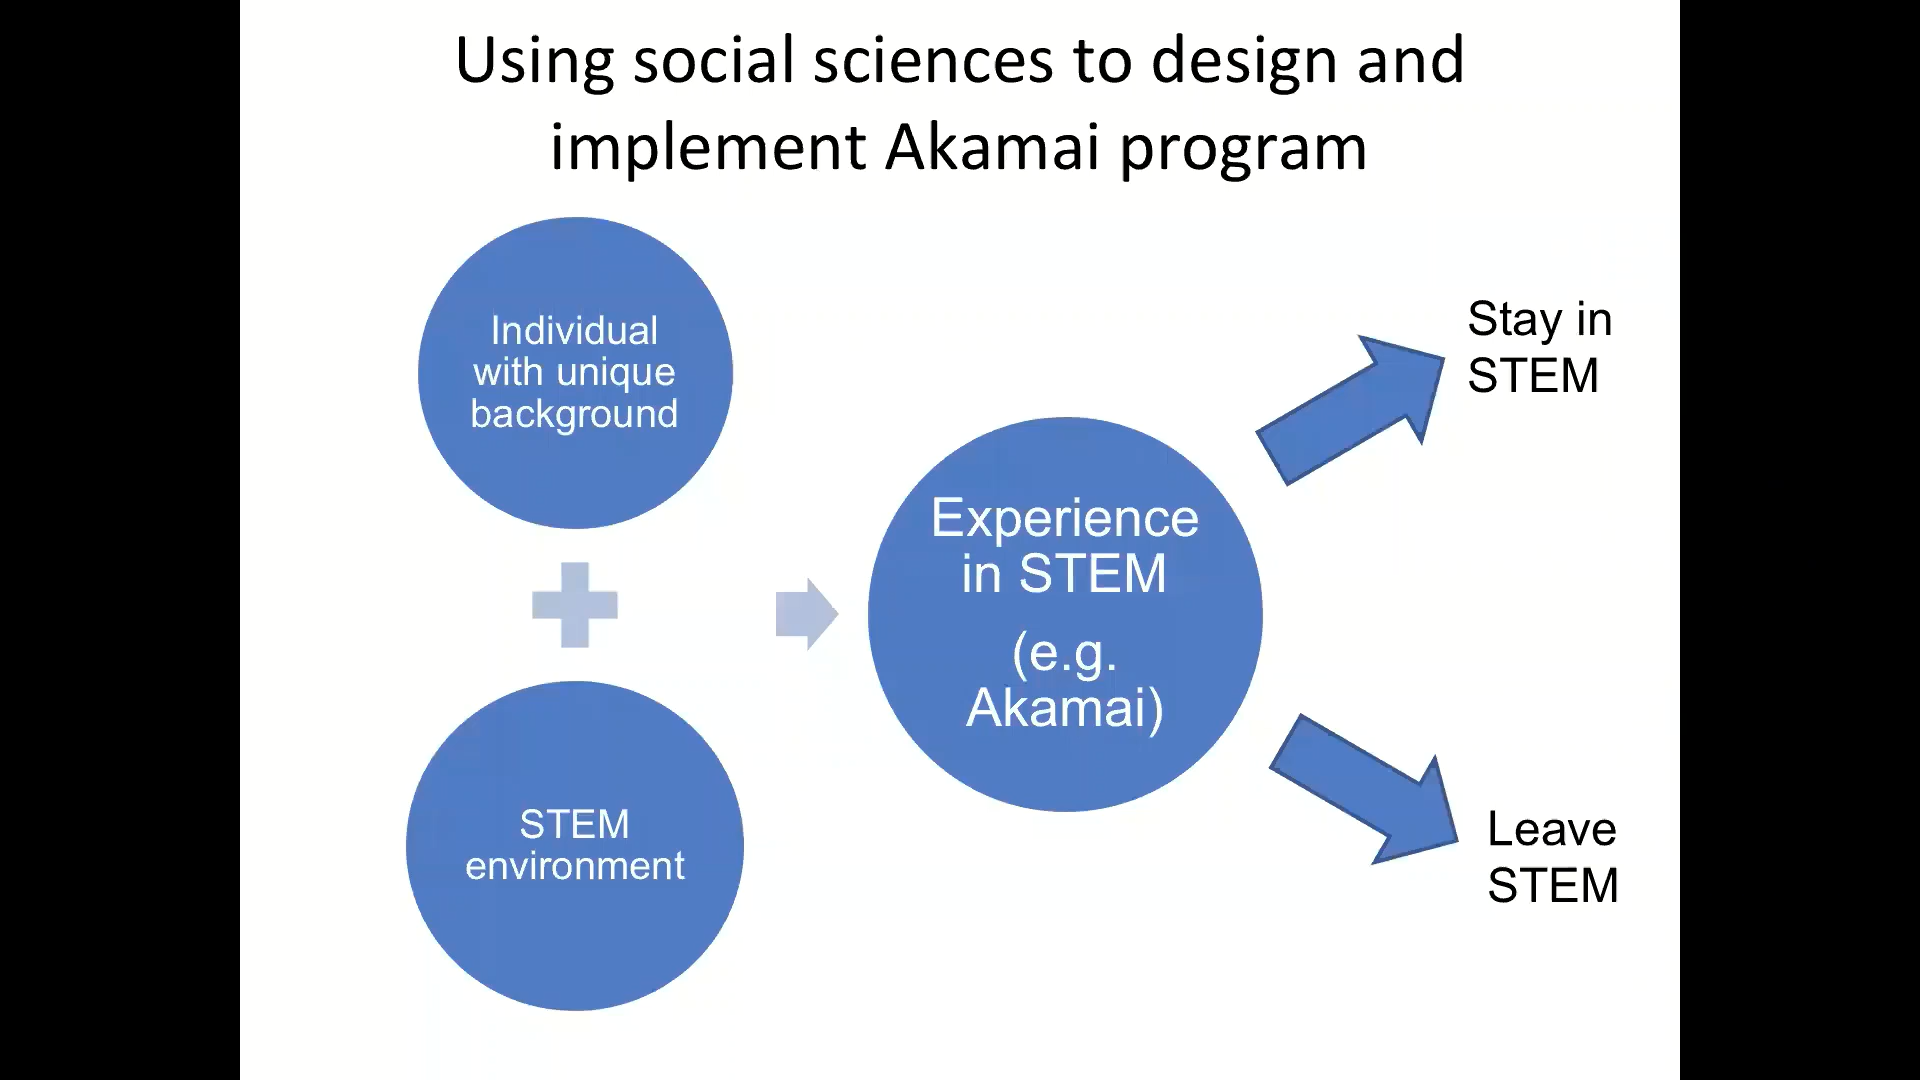 Using social sciences to design and
implement Akamai program
Individual
with unique
background
STEM
environment
Experience
in STEM
(e.g.
Akamai)
Stay in
STEM
Leave
STEM